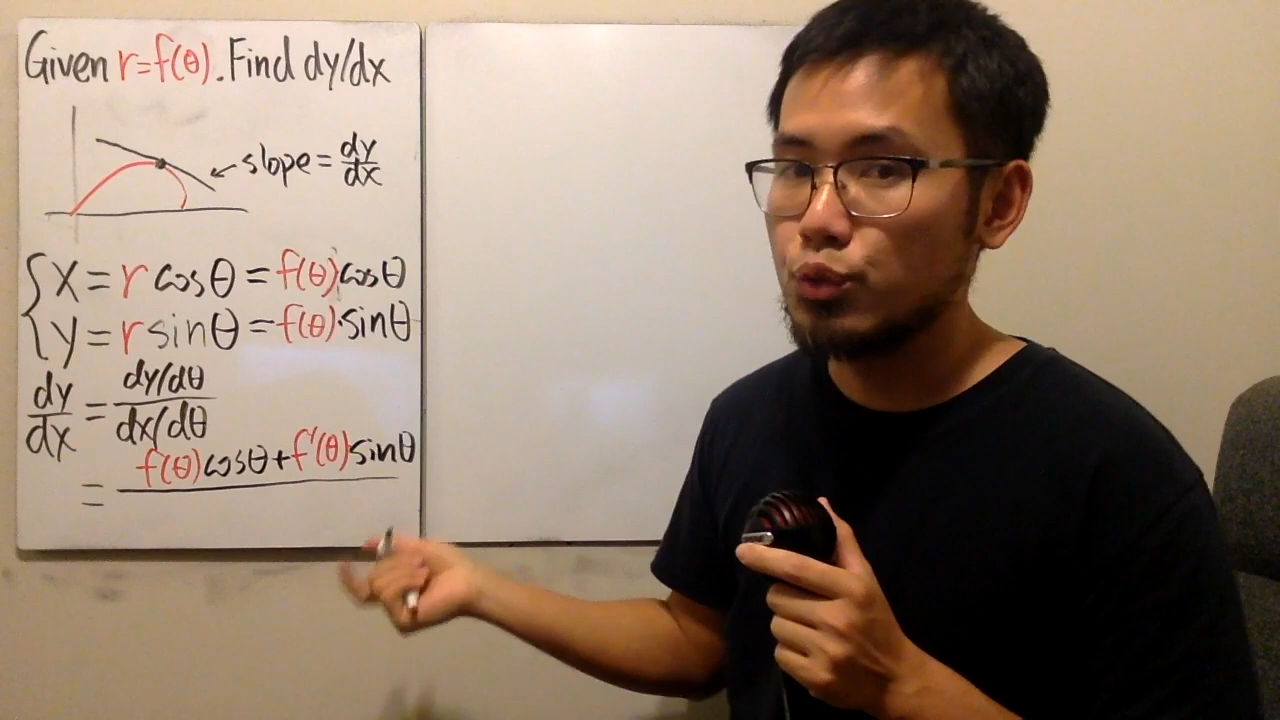 Given r=f(θ). Find dy/dx
slope = dy/dx
{ x = r cosθ = f(θ)cosθ
y = r sinθ = f(θ)·sinθ
dy/dx = dy/dθ / dx/dθ
= f(θ)cosθ+f'(θ)·sinθ